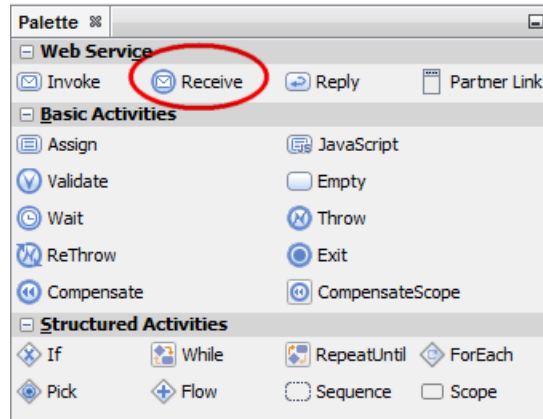 Palette
Web Service
Invoke Receive Reply Partner Link
Basic Activities
Assign JavaScript
Validate Empty
Wait Throw
ReThrow Exit
Compensate CompensateScope
Structured Activities
If While RepeatUntil ForEach
Pick Flow Sequence Scope